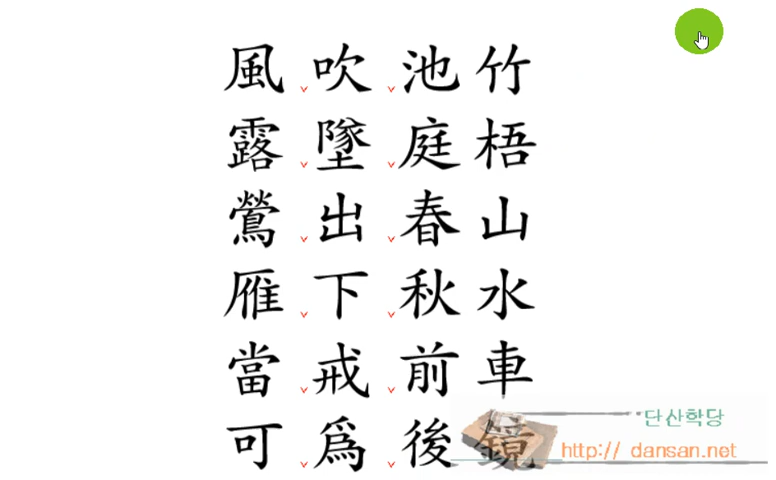 風吹池竹
露墜庭梧
鶯出春山
雁下秋水
當戒前車
可爲後鏡
단산학당
http:// dansan.net